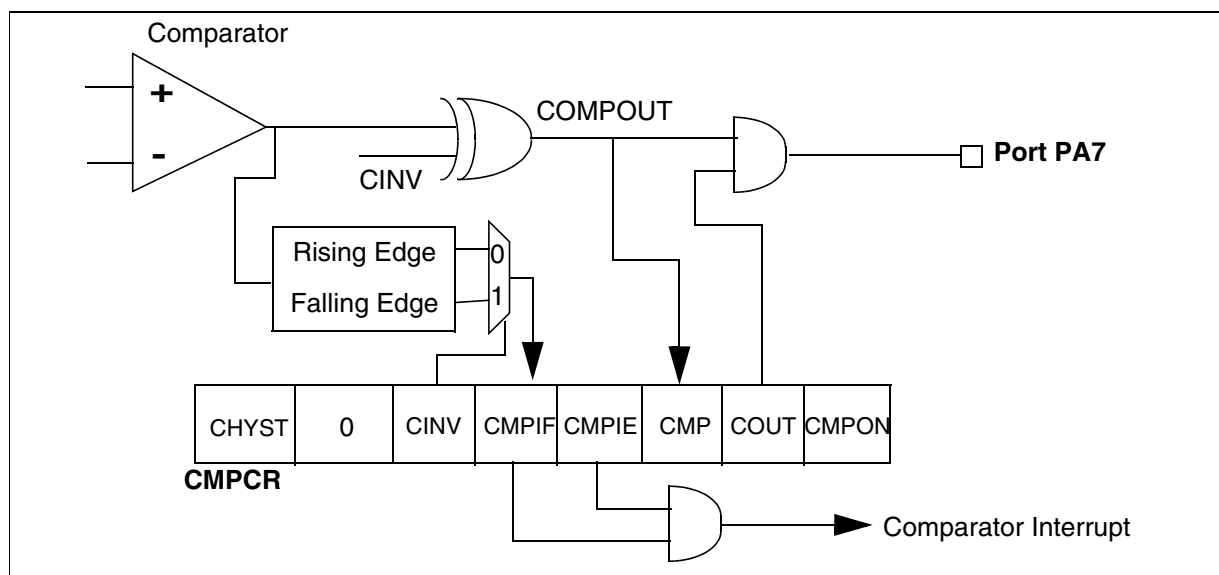 Comparator
+
-
COMPOUT
CINV
Port PA7
Rising Edge
0
Falling Edge
1
CHYST 0 CINV CMPIF CMPIE CMP COUT CMPON
CMPCR
Comparator Interrupt